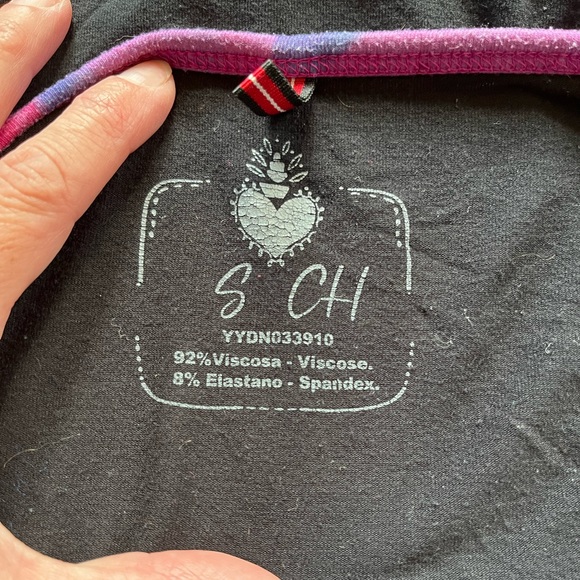 S CH
YYDN033910
92%Viscosa - Viscose.
8% Elastano - Spandex.